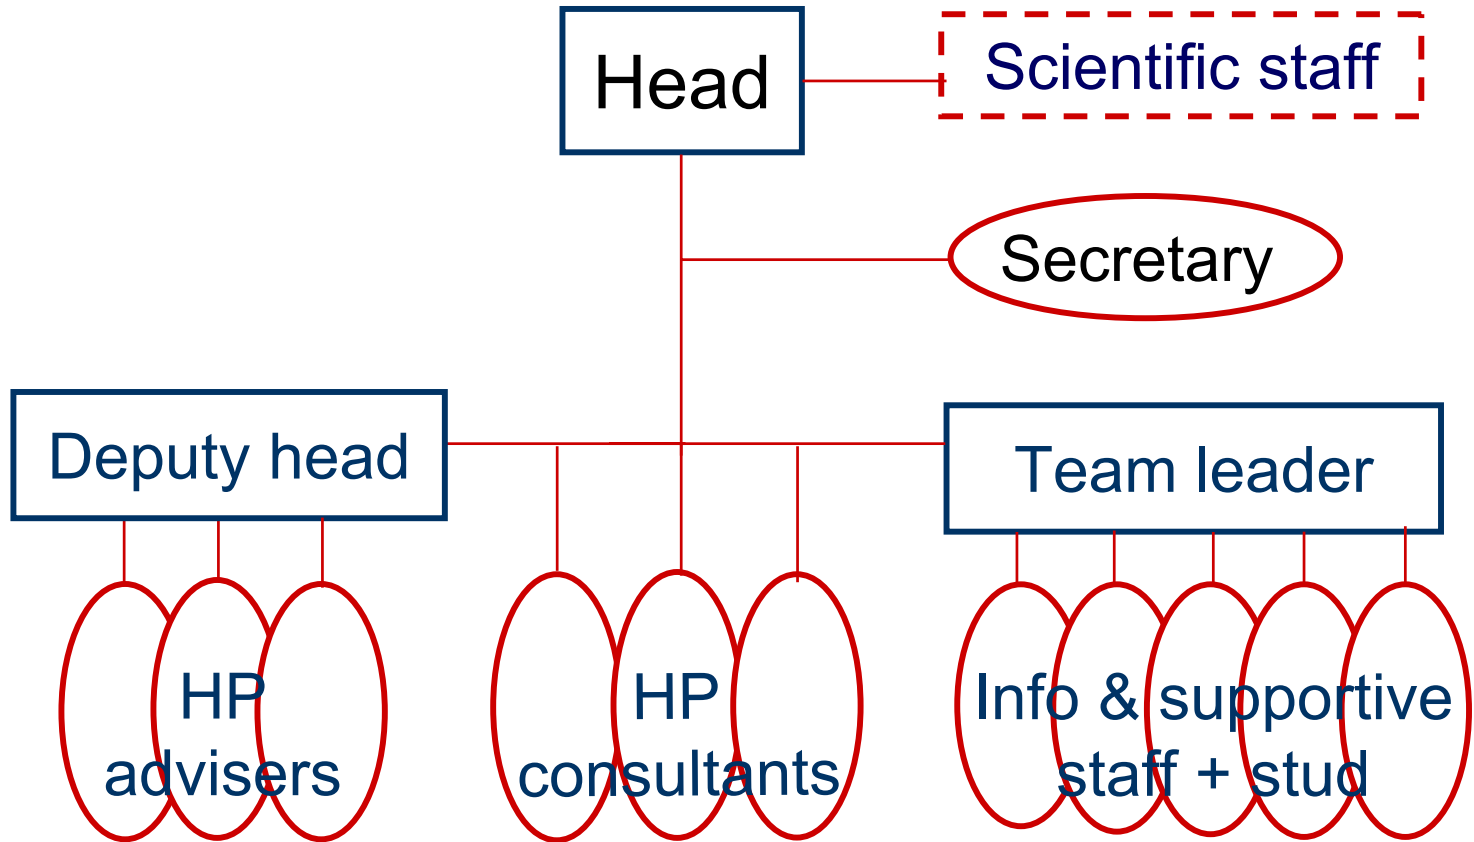 Head
Scientific staff
Secretary
Deputy head
Team leader
HP
advisers
HP
consultants
Info & supportive
staff + stud